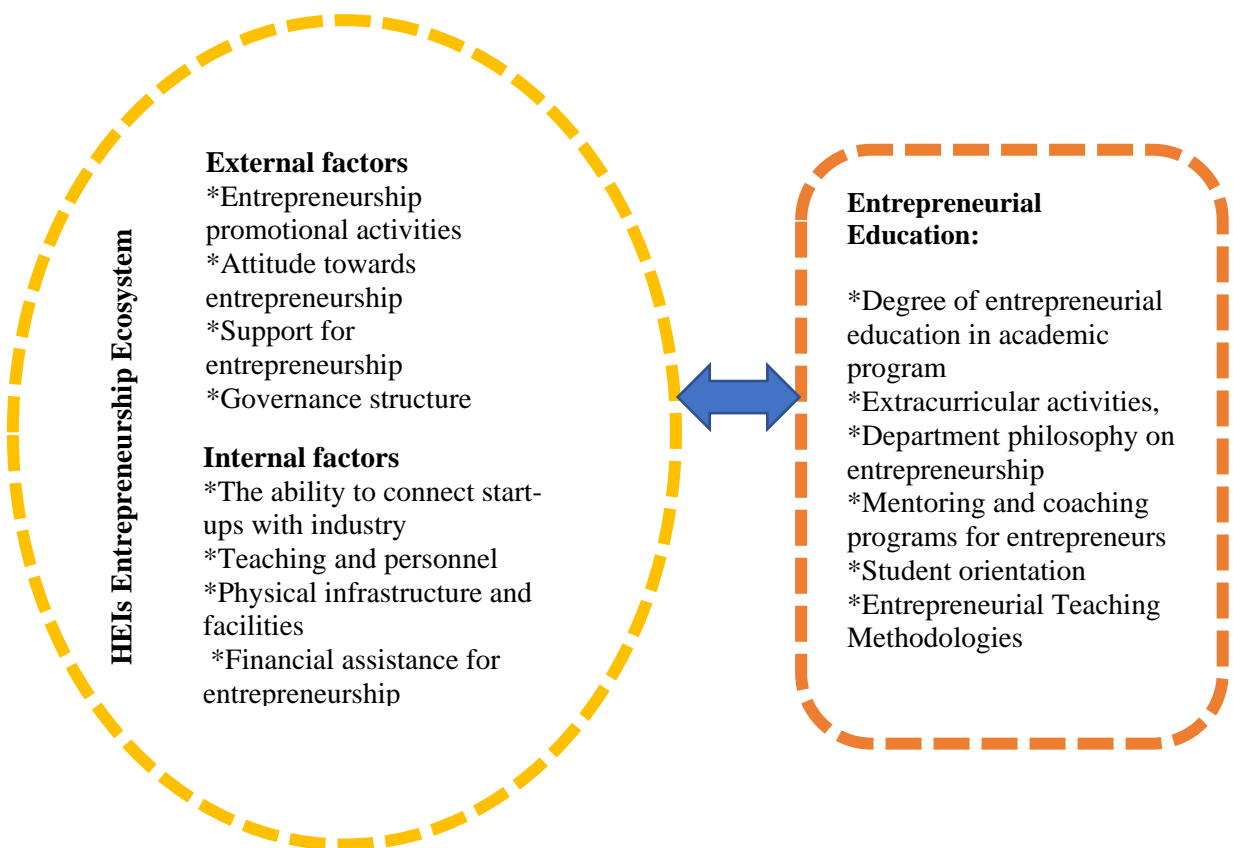 HEIs Entrepreneurship Ecosystem
External factors
*Entrepreneurship
promotional activities
*Attitude towards
entrepreneurship
*Support for
entrepreneurship
*Governance structure
Internal factors
*The ability to connect start-
ups with industry
*Teaching and personnel
*Physical infrastructure and
facilities
*Financial assistance for
entrepreneurship
Entrepreneurial
Education:
*Degree of entrepreneurial
education in academic
program
*Extracurricular activities,
*Department philosophy on
entrepreneurship
*Mentoring and coaching
programs for entrepreneurs
*Student orientation
*Entrepreneurial Teaching
Methodologies